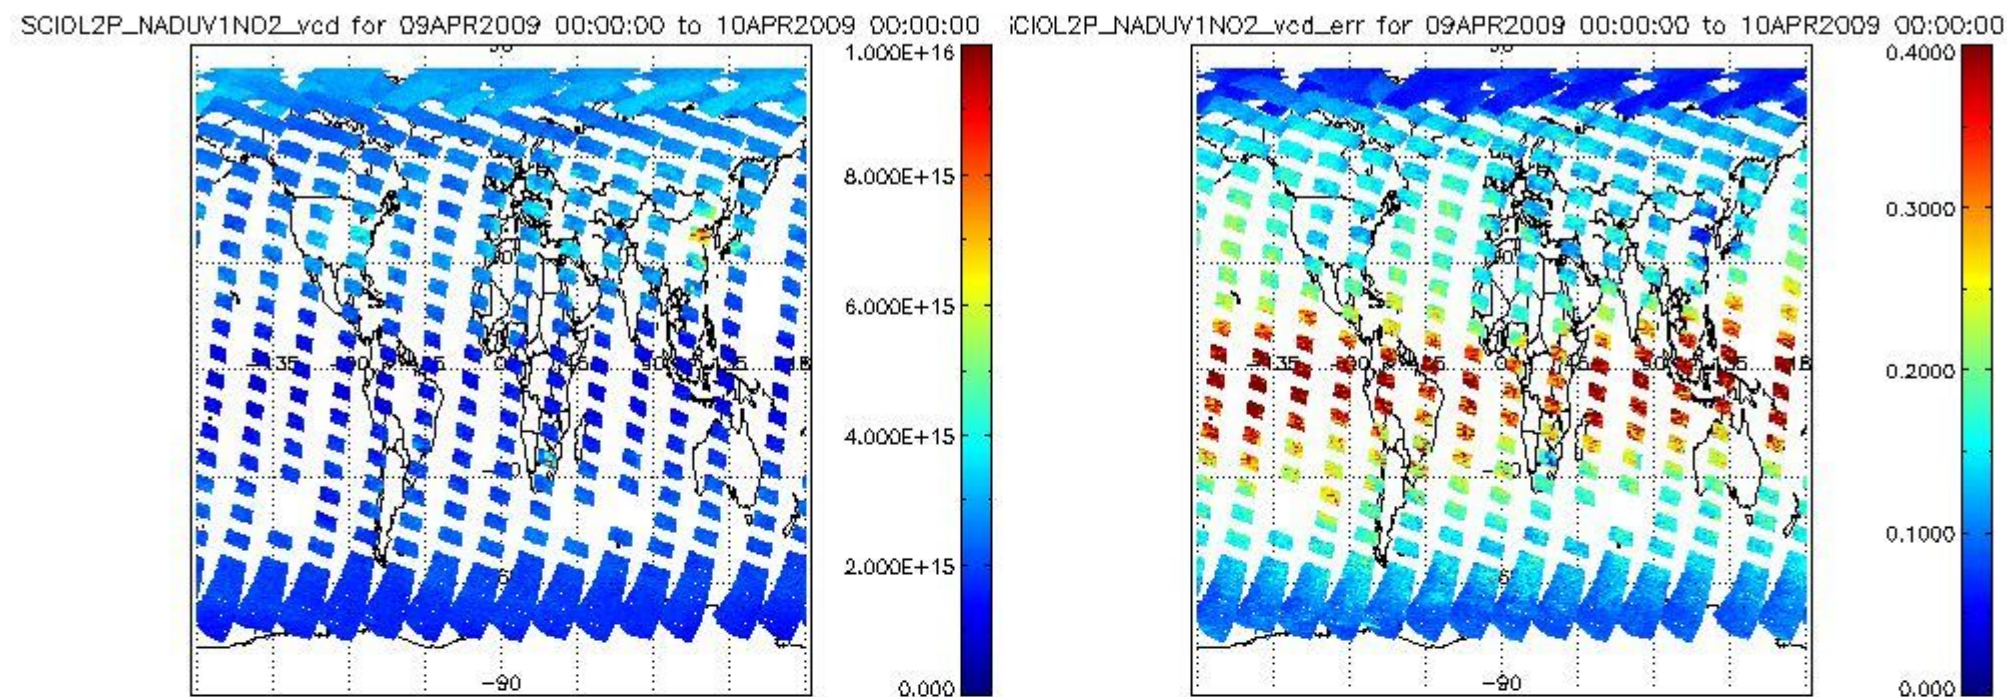 SCIOL2P_NADUV1NO2_vcd for 09APR2009 00:00:00 to 10APR2009 00:00:00
1.000E+16
8.000E+15
6.000E+15
4.000E+15
2.000E+15
0.000
-90
CIOL2P_NADUV1NO2_vcd_err for 09APR2009 00:00:00 to 10APR2009 00:00:00
0.4000
0.3000
0.2000
0.1000
0.000
-90